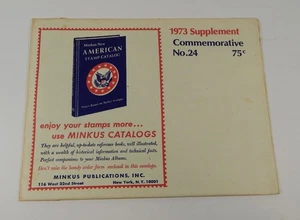 1973 Supplement
Commemorative
No.24 75¢
Minkus New
AMERICAN
STAMP CATALOG
enjoy your stamps more...
use MINKUS CATALOGS
They are helpful, up-to-date reference books, well illustrated,
with a wealth of historical information and technical facts.
Perfect companions to your Minkus Albums.
Don't take the handy order form enclosed in this envelope.
MINKUS PUBLICATIONS, INC.
116 West 32nd Street New York, N.Y. 10001